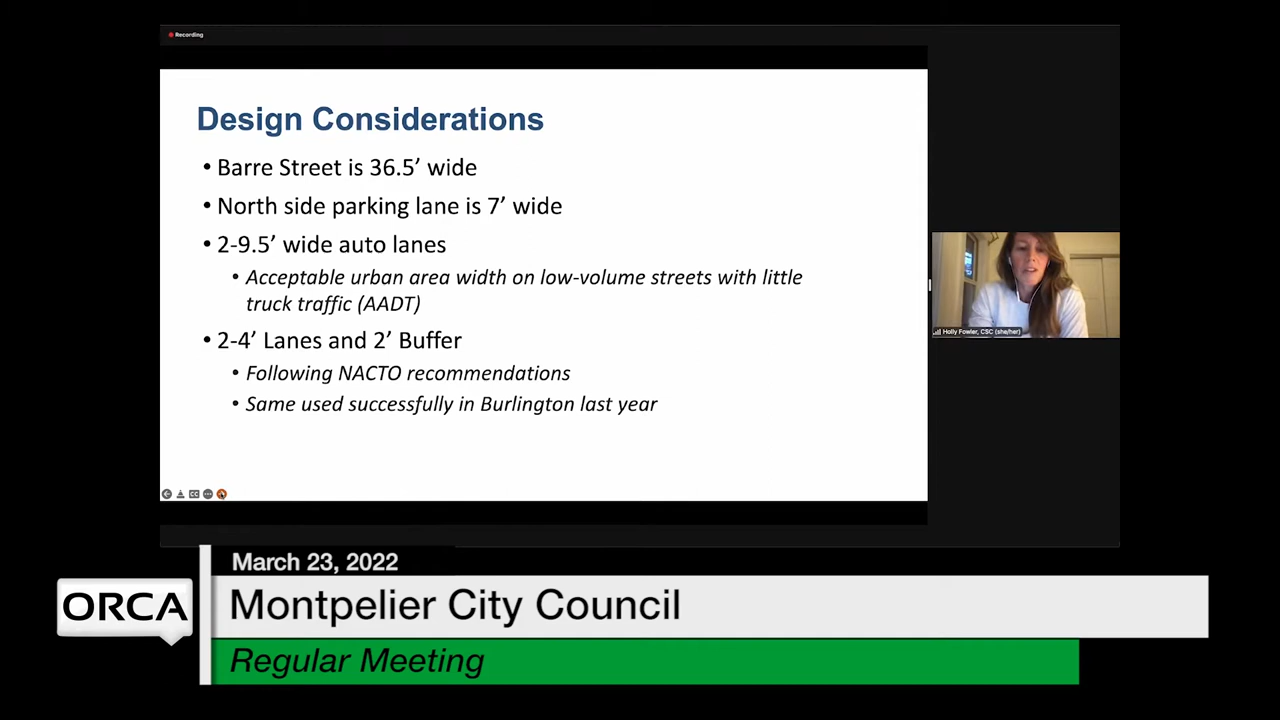 Recording
Design Considerations
• Barre Street is 36.5’ wide
• North side parking lane is 7’ wide
• 2-9.5’ wide auto lanes
• Acceptable urban area width on low-volume streets with little
truck traffic (AADT)
• 2-4’ Lanes and 2’ Buffer
• Following NACTO recommendations
• Same used successfully in Burlington last year
Holly Fowler, CSC (she/her)
CC
March 23, 2022
ORCA
Montpelier City Council
Regular Meeting